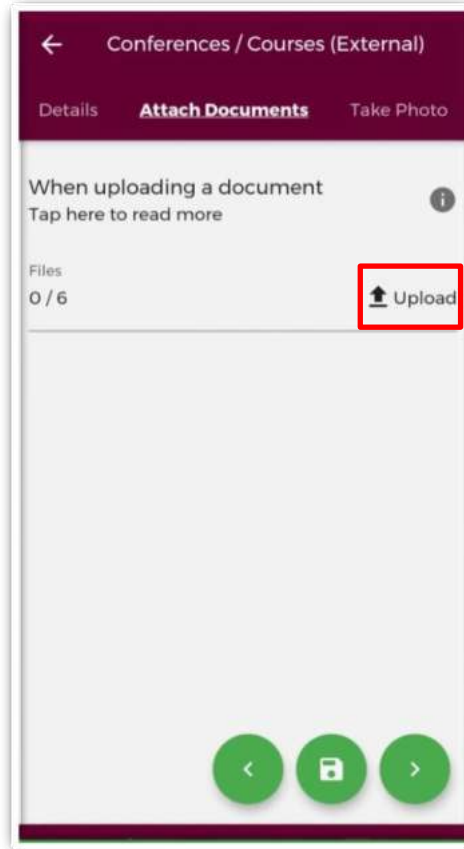 Conferences / Courses (External)
Details Attach Documents Take Photo
When uploading a document
Tap here to read more
Files
0 / 6
Upload